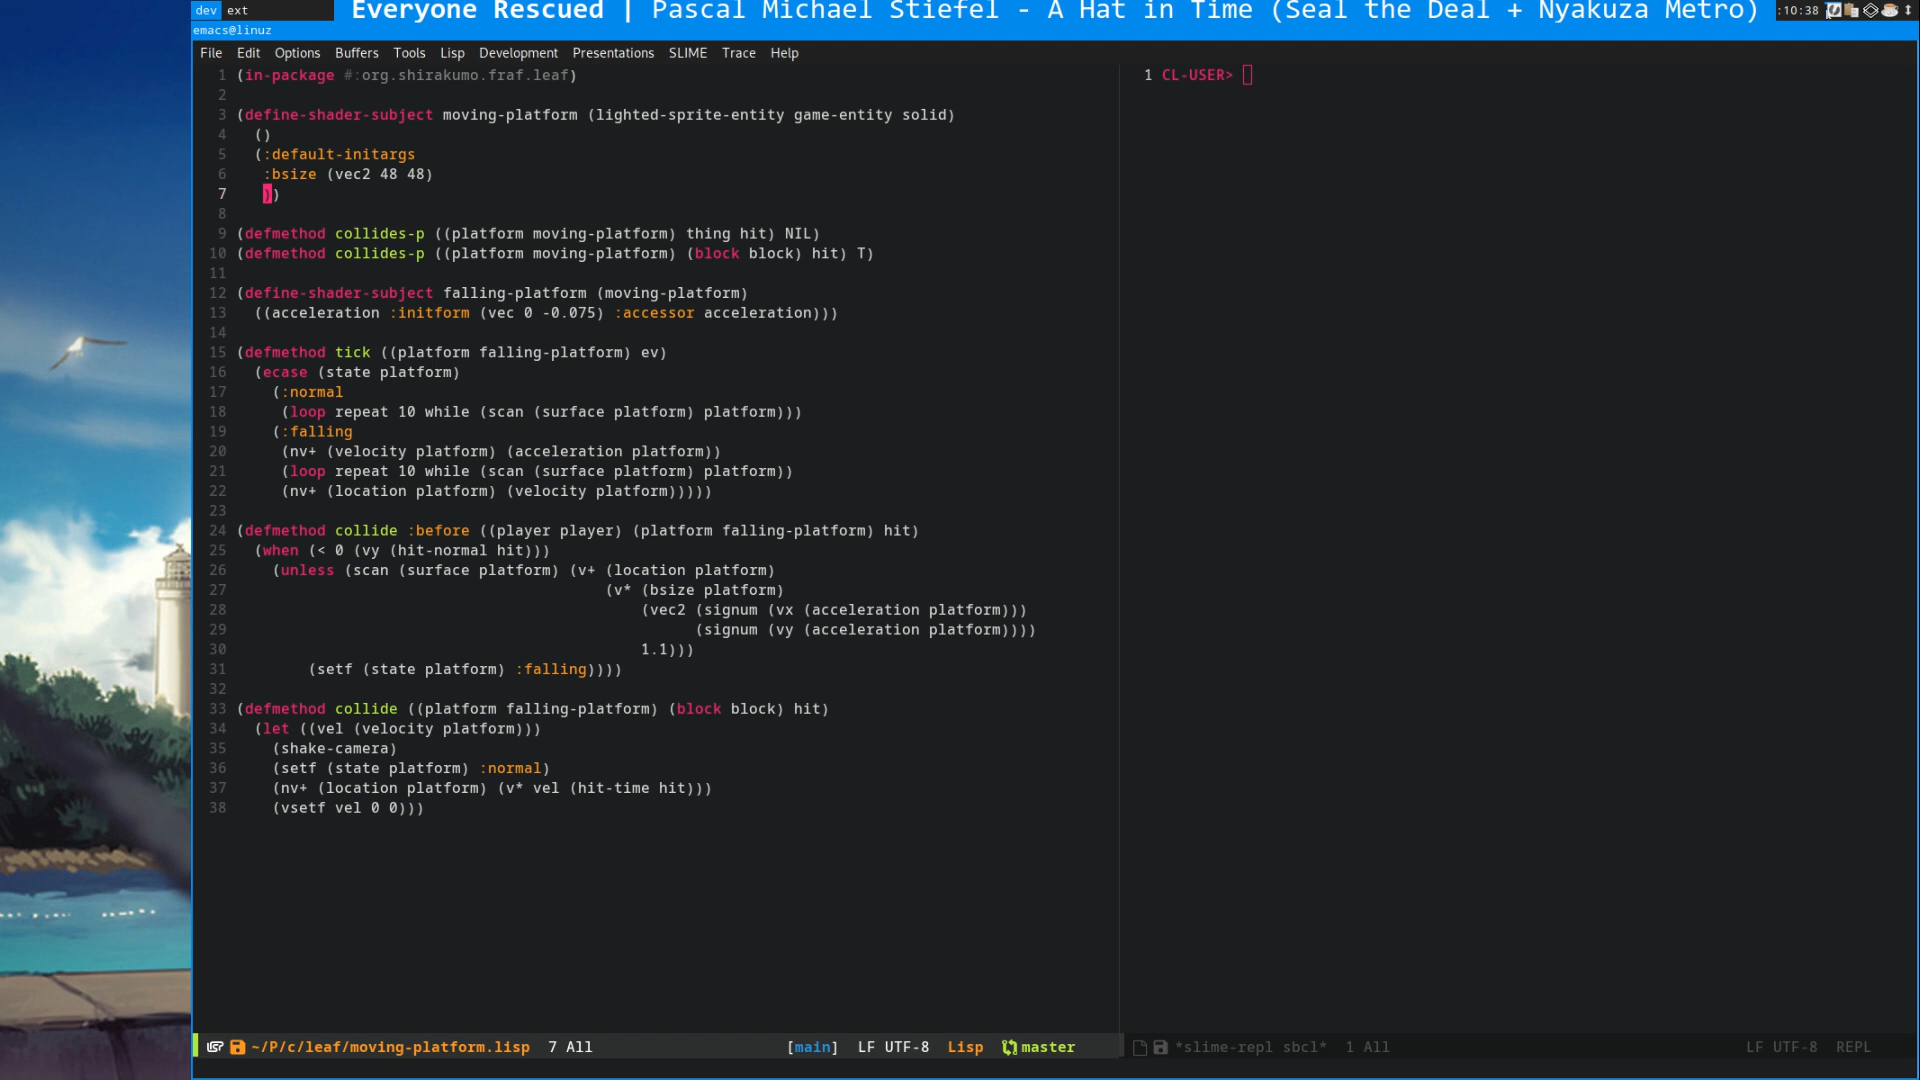 dev ext Everyone Rescued | Pascal Michael Stiefel - A Hat in Time (Seal the Deal + Nyakuza Metro) :10:38
emacs@linuz
File Edit Options Buffers Tools Lisp Development Presentations SLIME Trace Help
1 (in-package #:org.shirakumo.fraf.leaf)
2
3 (define-shader-subject moving-platform (lighted-sprite-entity game-entity solid)
4   ()
5   (:default-initargs
6    :bsize (vec2 48 48)
7    ))
8
9 (defmethod collides-p ((platform moving-platform) thing hit) NIL)
10 (defmethod collides-p ((platform moving-platform) (block block) hit) T)
11
12 (define-shader-subject falling-platform (moving-platform)
13   ((acceleration :initform (vec 0 -0.075) :accessor acceleration)))
14
15 (defmethod tick ((platform falling-platform) ev)
16   (ecase (state platform)
17     (:normal
18      (loop repeat 10 while (scan (surface platform) platform)))
19     (:falling
20      (nv+ (velocity platform) (acceleration platform))
21      (loop repeat 10 while (scan (surface platform) platform))
22      (nv+ (location platform) (velocity platform)))))
23
24 (defmethod collide :before ((player player) (platform falling-platform) hit)
25   (when (< 0 (vy (hit-normal hit)))
26     (unless (scan (surface platform) (v+ (location platform)
27                                          (v* (bsize platform)
28                                              (vec2 (signum (vx (acceleration platform)))
29                                                    (signum (vy (acceleration platform))))
30                                              1.1)))
31         (setf (state platform) :falling))))
32
33 (defmethod collide ((platform falling-platform) (block block) hit)
34   (let ((vel (velocity platform)))
35     (shake-camera)
36     (setf (state platform) :normal)
37     (nv+ (location platform) (v* vel (hit-time hit)))
38     (vsetf vel 0 0)))
1 CL-USER>
~/P/c/leaf/moving-platform.lisp 7 All [main] LF UTF-8 Lisp master
*slime-repl sbcl* 1 All LF UTF-8 REPL